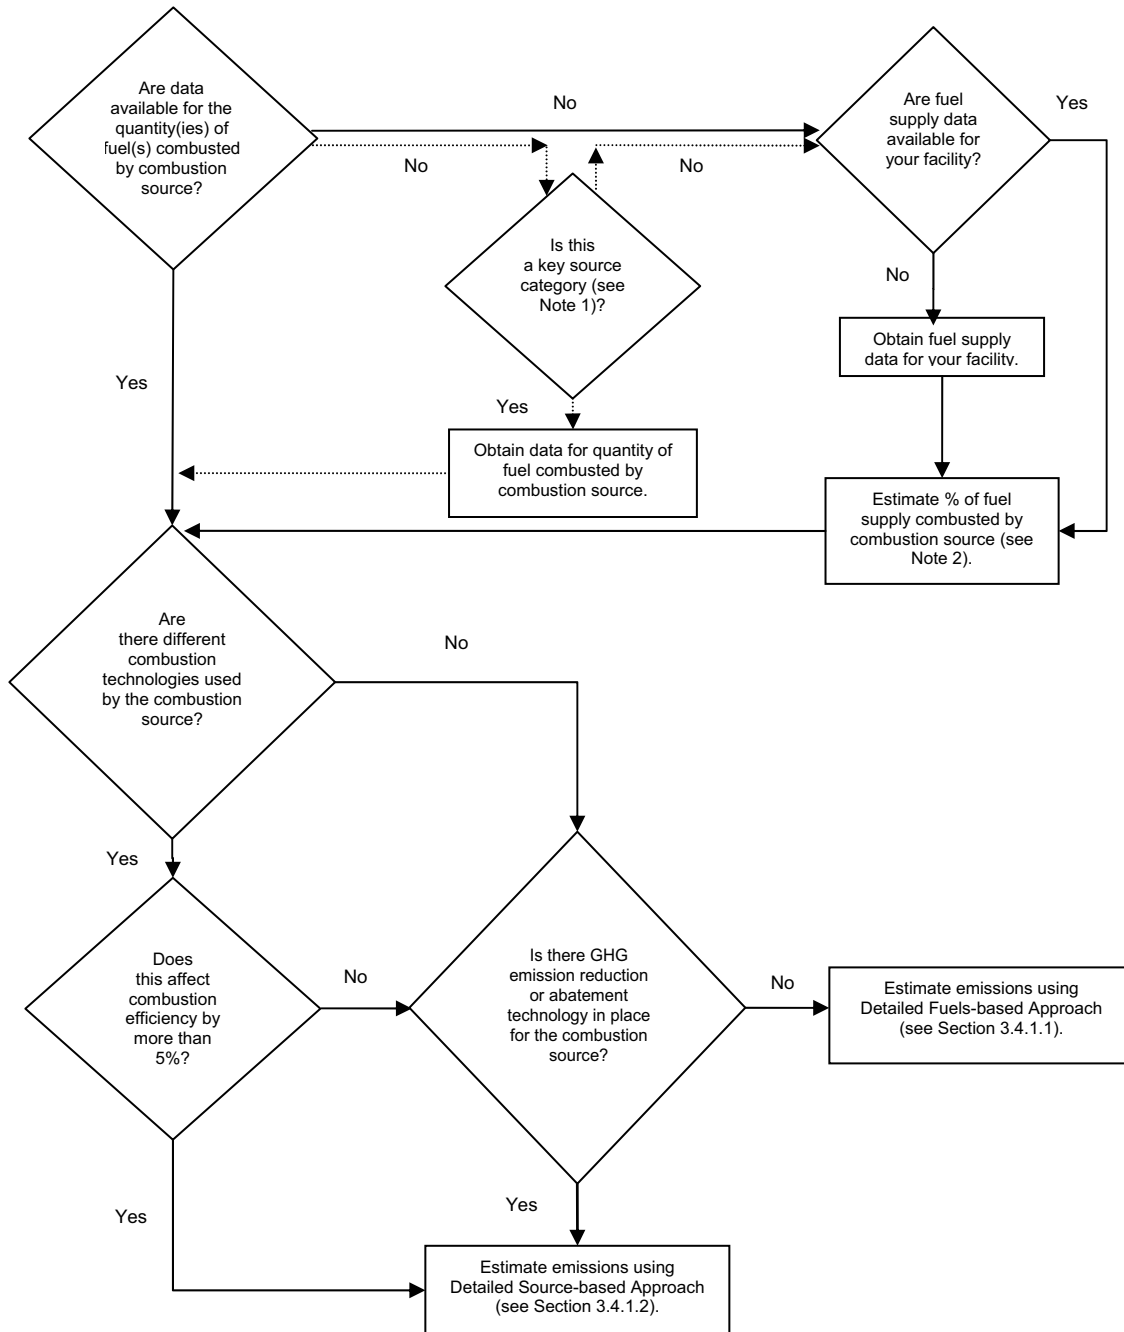 Are data
available for the
quantity(ies) of
fuel(s) combusted
by combustion
source?
No
Are fuel
supply data
available for
your facility?
Yes
No
No
Is this
a key source
category (see
Note 1)?
No
Obtain fuel supply
data for your facility.
Yes
Yes
Obtain data for quantity of
fuel combusted by
combustion source.
Estimate % of fuel
supply combusted by
combustion source (see
Note 2).
Are
there different
combustion
technologies used
by the combustion
source?
No
Yes
Does
this affect
combustion
efficiency by
more than
5%?
No
Is there GHG
emission reduction
or abatement
technology in place
for the combustion
source?
No
Estimate emissions using
Detailed Fuels-based Approach
(see Section 3.4.1.1).
Yes
Yes
Estimate emissions using
Detailed Source-based Approach
(see Section 3.4.1.2).